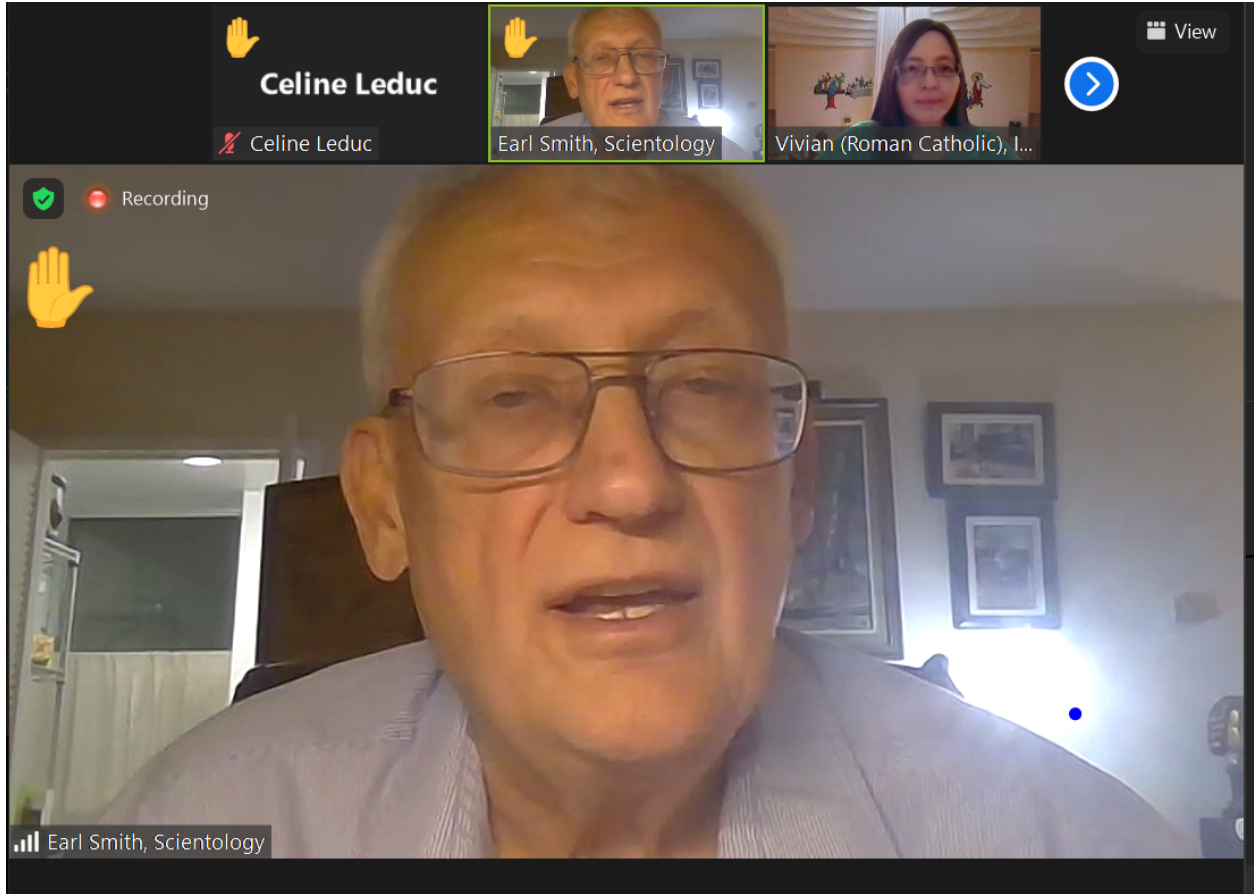 Celine Leduc
View
Celine Leduc
Earl Smith, Scientology
Vivian (Roman Catholic), I...
Recording
Earl Smith, Scientology